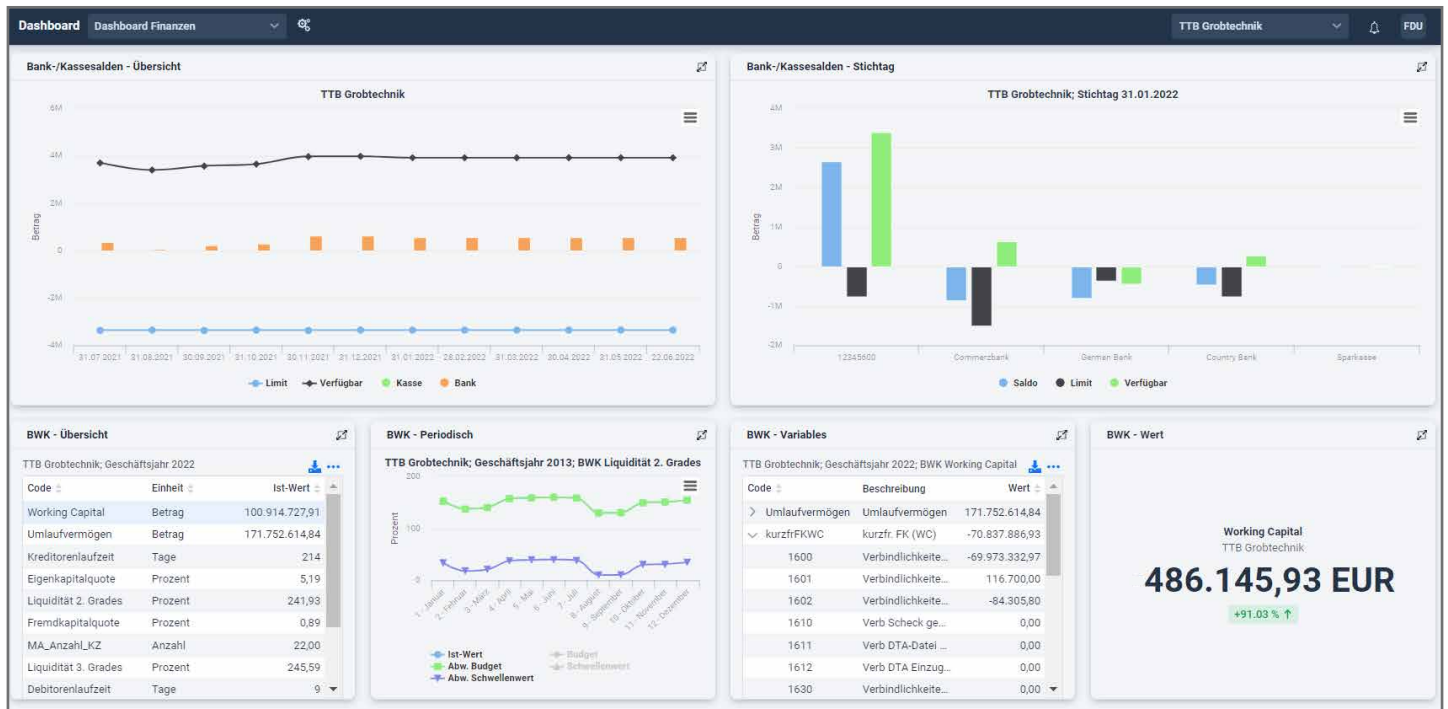 Dashboard Dashboard Finanzen TTB Grobtechnik FDU
Bank-/Kassesalden - Übersicht
TTB Grobtechnik
6M
4M
2M
0
-2M
-4M
Betrag
31.07.2021 31.08.2021 30.09.2021 31.10.2021 30.11.2021 31.12.2021 31.01.2022 28.02.2022 31.03.2022 30.04.2022 31.05.2022 22.06.2022
Limit Verfügbar Kasse Bank
Bank-/Kassesalden - Stichtag
TTB Grobtechnik; Stichtag 31.01.2022
4M
3M
2M
1M
0
-1M
-2M
Betrag
12345600 Commerzbank German Bank Country Bank Sparkasse
Saldo Limit Verfügbar
BWK - Übersicht
TTB Grobtechnik; Geschäftsjahr 2022
Code Einheit Ist-Wert
Working Capital Betrag 100.914.727,91
Umlaufvermögen Betrag 171.752.614,84
Kreditorenlaufzeit Tage 214
Eigenkapitalquote Prozent 5,19
Liquidität 2. Grades Prozent 241,93
Fremdkapitalquote Prozent 0,89
MA_Anzahl_KZ Anzahl 22,00
Liquidität 3. Grades Prozent 245,59
Debitorenlaufzeit Tage 9
BWK - Periodisch
TTB Grobtechnik; Geschäftsjahr 2013; BWK Liquidität 2. Grades
200
100
0
Prozent
1 - Januar 2 - Februar 3 - März 4 - April 5 - Mai 6 - Juni 7 - Juli 8 - August 9 - September 10 - Oktober 11 - November 12 - Dezember
Ist-Wert Budget
Abw. Budget Schwellenwert
Abw. Schwellenwert
BWK - Variables
TTB Grobtechnik; Geschäftsjahr 2022; BWK Working Capital
Code Beschreibung Wert
Umlaufvermögen Umlaufvermögen 171.752.614,84
kurzfrFKWC kurzfr. FK (WC) -70.837.886,93
1600 Verbindlichkeite... -69.973.332,97
1601 Verbindlichkeite... 116.700,00
1602 Verbindlichkeite... -84.305,80
1610 Verb Scheck ge... 0,00
1611 Verb DTA-Datei ... 0,00
1612 Verb DTA Einzug... 0,00
1630 Verbindlichkeite... 0,00
BWK - Wert
Working Capital
TTB Grobtechnik
486.145,93 EUR
+91.03 % ↑